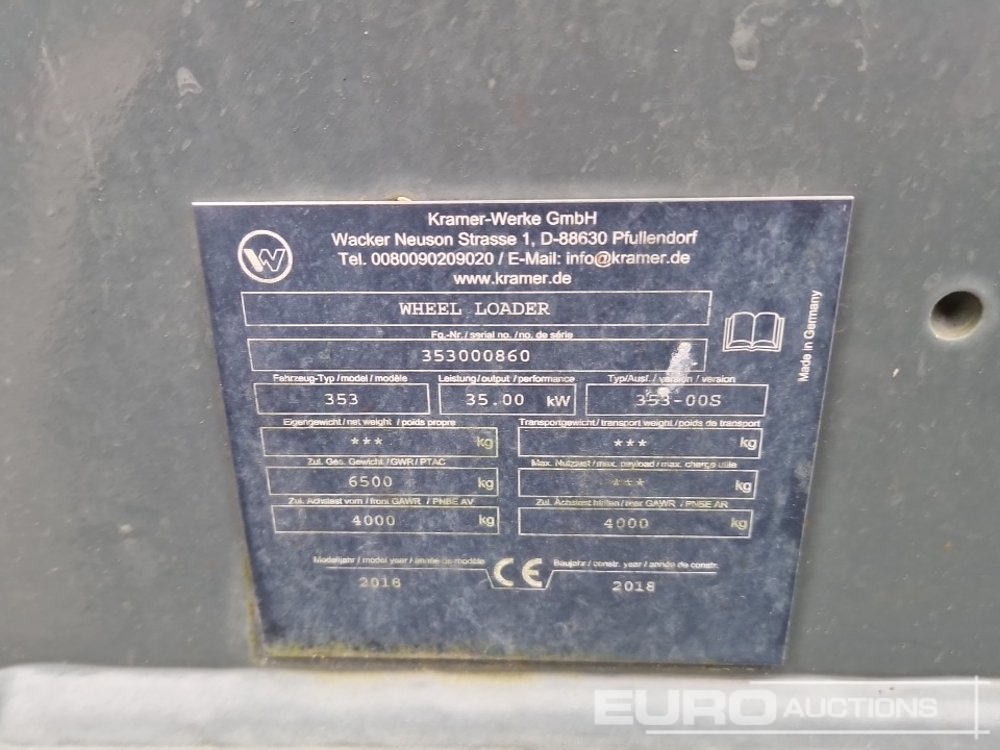 Kramer-Werke GmbH
Wacker Neuson Strasse 1, D-88630 Pfullendorf
Tel. 0080090209020 / E-Mail: info@kramer.de
www.kramer.de
W
WHEEL LOADER
Fg.-Nr. / serial no. / no. de série
353000860
Made in Germany
Fahrzeug-Typ / model / modèle Leistung / output / performance Typ/Ausf. / version / version
353 35.00 kW 353-00S
Eigengewicht / net weight / poids propre Transportgewicht / transport weight / poids de transport
*** kg *** kg
Zul. Ges. Gewicht / GWR / PTAC Max. Nutzlast / max. payload / max. charge utile
6500 kg *** kg
Zul. Achslast vorn / front GAWR / PNBE AV Zul. Achslast hinten / rear GAWR / PNBE AR
4000 kg 4000 kg
Modelljahr / model year / année de modèle CE Baujahr / constr. year / année de constr.
2018 2018
EURO AUCTIONS